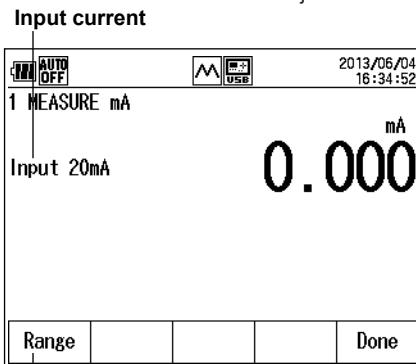 Input current
AUTO OFF
USB
2013/06/04
16:34:52
1 MEASURE mA
mA
Input 20mA
0.000
Range
Done